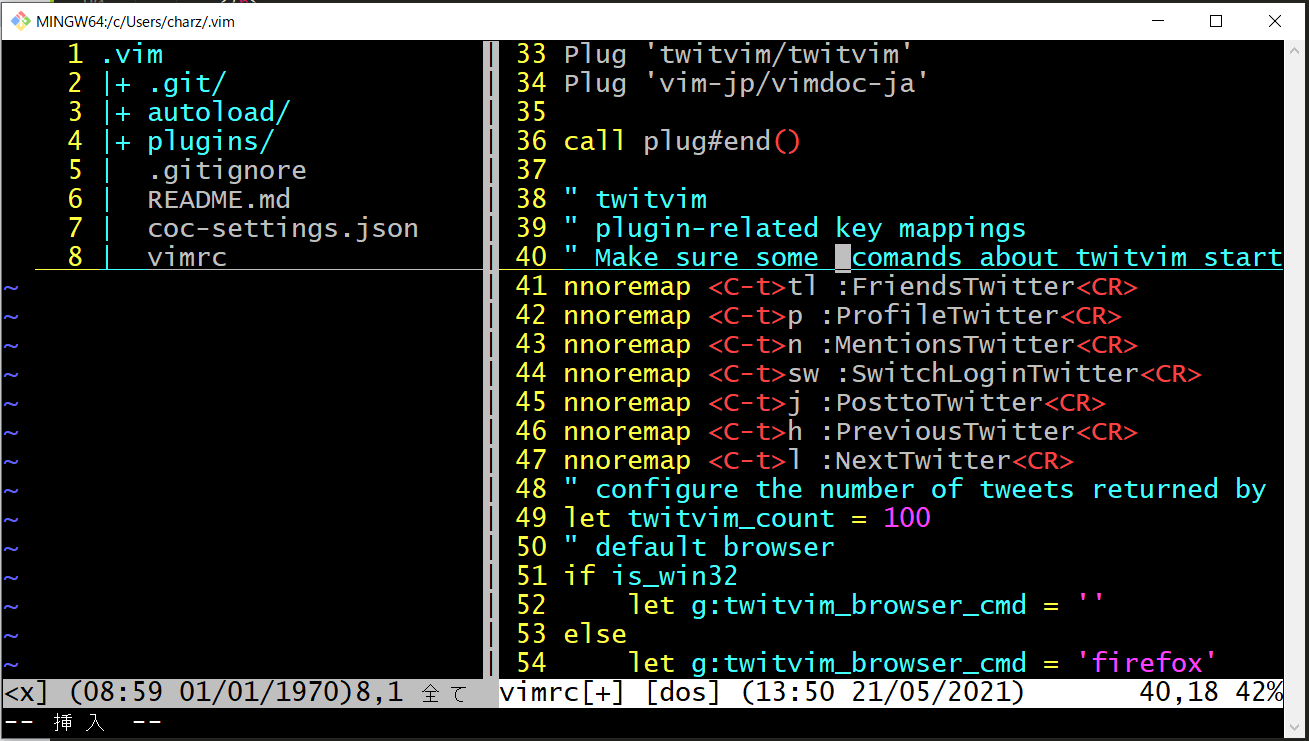 MINGW64:/c/Users/charz/.vim
1 .vim
2 |+ .git/
3 |+ autoload/
4 |+ plugins/
5 |  .gitignore
6 |  README.md
7 |  coc-settings.json
8 |  vimrc
~
~
~
~
~
~
~
~
~
~
~
~
~
~
<x] (08:59 01/01/1970)8,1 全て
33 Plug 'twitvim/twitvim'
34 Plug 'vim-jp/vimdoc-ja'
35
36 call plug#end()
37
38 " twitvim
39 " plugin-related key mappings
40 " Make sure some  comands about twitvim start
41 nnoremap <C-t>tl :FriendsTwitter<CR>
42 nnoremap <C-t>p :ProfileTwitter<CR>
43 nnoremap <C-t>n :MentionsTwitter<CR>
44 nnoremap <C-t>sw :SwitchLoginTwitter<CR>
45 nnoremap <C-t>j :PosttoTwitter<CR>
46 nnoremap <C-t>h :PreviousTwitter<CR>
47 nnoremap <C-t>l :NextTwitter<CR>
48 " configure the number of tweets returned by
49 let twitvim_count = 100
50 " default browser
51 if is_win32
52     let g:twitvim_browser_cmd = ''
53 else
54     let g:twitvim_browser_cmd = 'firefox'
vimrc[+] [dos] (13:50 21/05/2021) 40,18 42%
-- 挿入 --